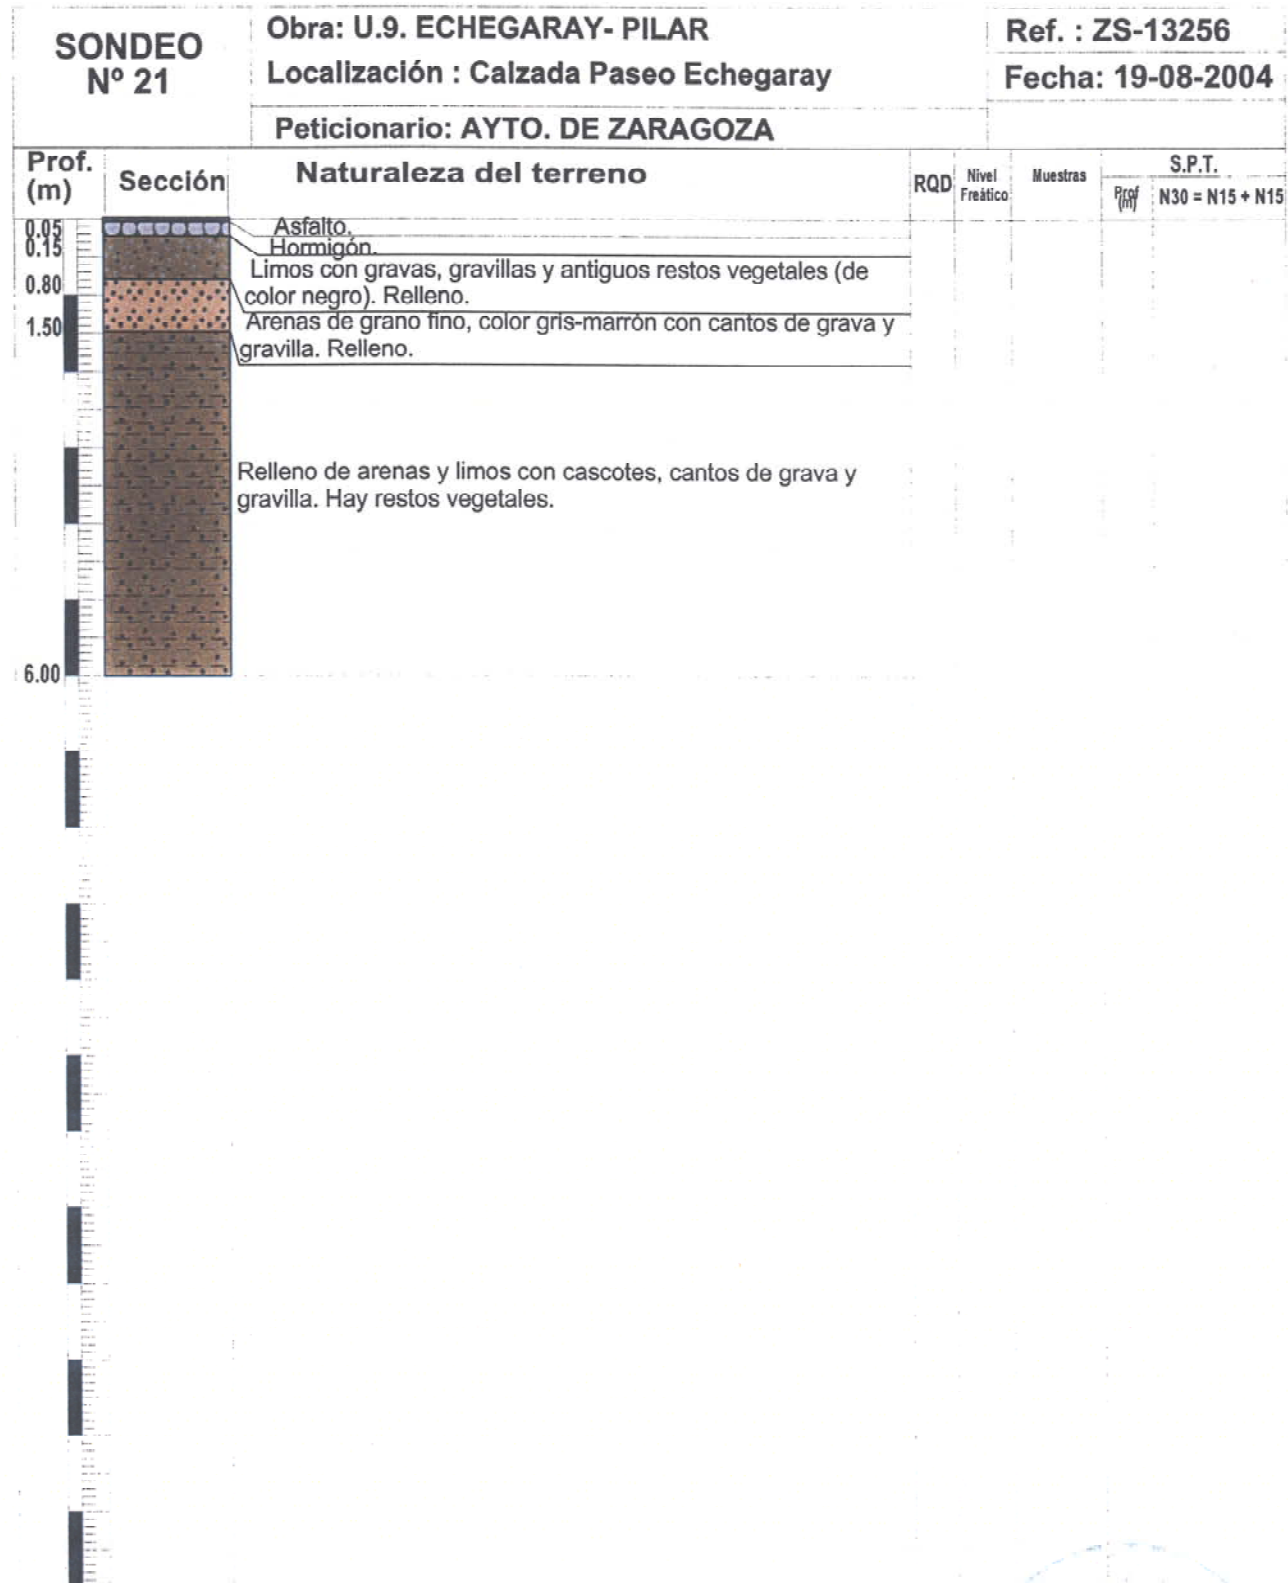 SONDEO
Nº 21
Obra: U.9. ECHEGARAY- PILAR
Localización : Calzada Paseo Echegaray
Peticionario: AYTO. DE ZARAGOZA
Ref. : ZS-13256
Fecha: 19-08-2004
Prof.
(m)
Sección
Naturaleza del terreno
RQD
Nivel
Freático
Muestras
S.P.T.
Prof
(m)
N30 = N15 + N15
0.05
Asfalto.
0.15
Hormigón.
Limos con gravas, gravillas y antiguos restos vegetales (de
color negro). Relleno.
0.80
Arenas de grano fino, color gris-marrón con cantos de grava y
gravilla. Relleno.
1.50
Relleno de arenas y limos con cascotes, cantos de grava y
gravilla. Hay restos vegetales.
6.00